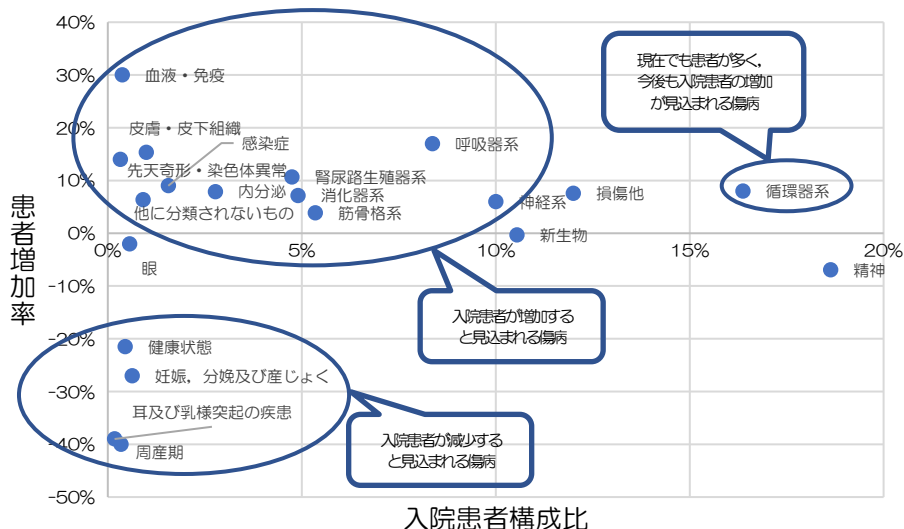 40%
30%
20%
10%
0%
-10%
-20%
-30%
-40%
-50%
0%
5%
10%
15%
20%
患者増加率
入院患者構成比
血液・免疫
皮膚・皮下組織
感染症
先天奇形・染色体異常
腎尿路生殖器系
内分泌
消化器系
他に分類されないもの
筋骨格系
呼吸器系
神経系
損傷他
新生物
循環器系
精神
眼
健康状態
妊娠，分娩及び産じょく
耳及び乳様突起の疾患
周産期
現在でも患者が多く，
今後も入院患者の増加
が見込まれる傷病
入院患者が増加する
と見込まれる傷病
入院患者が減少する
と見込まれる傷病